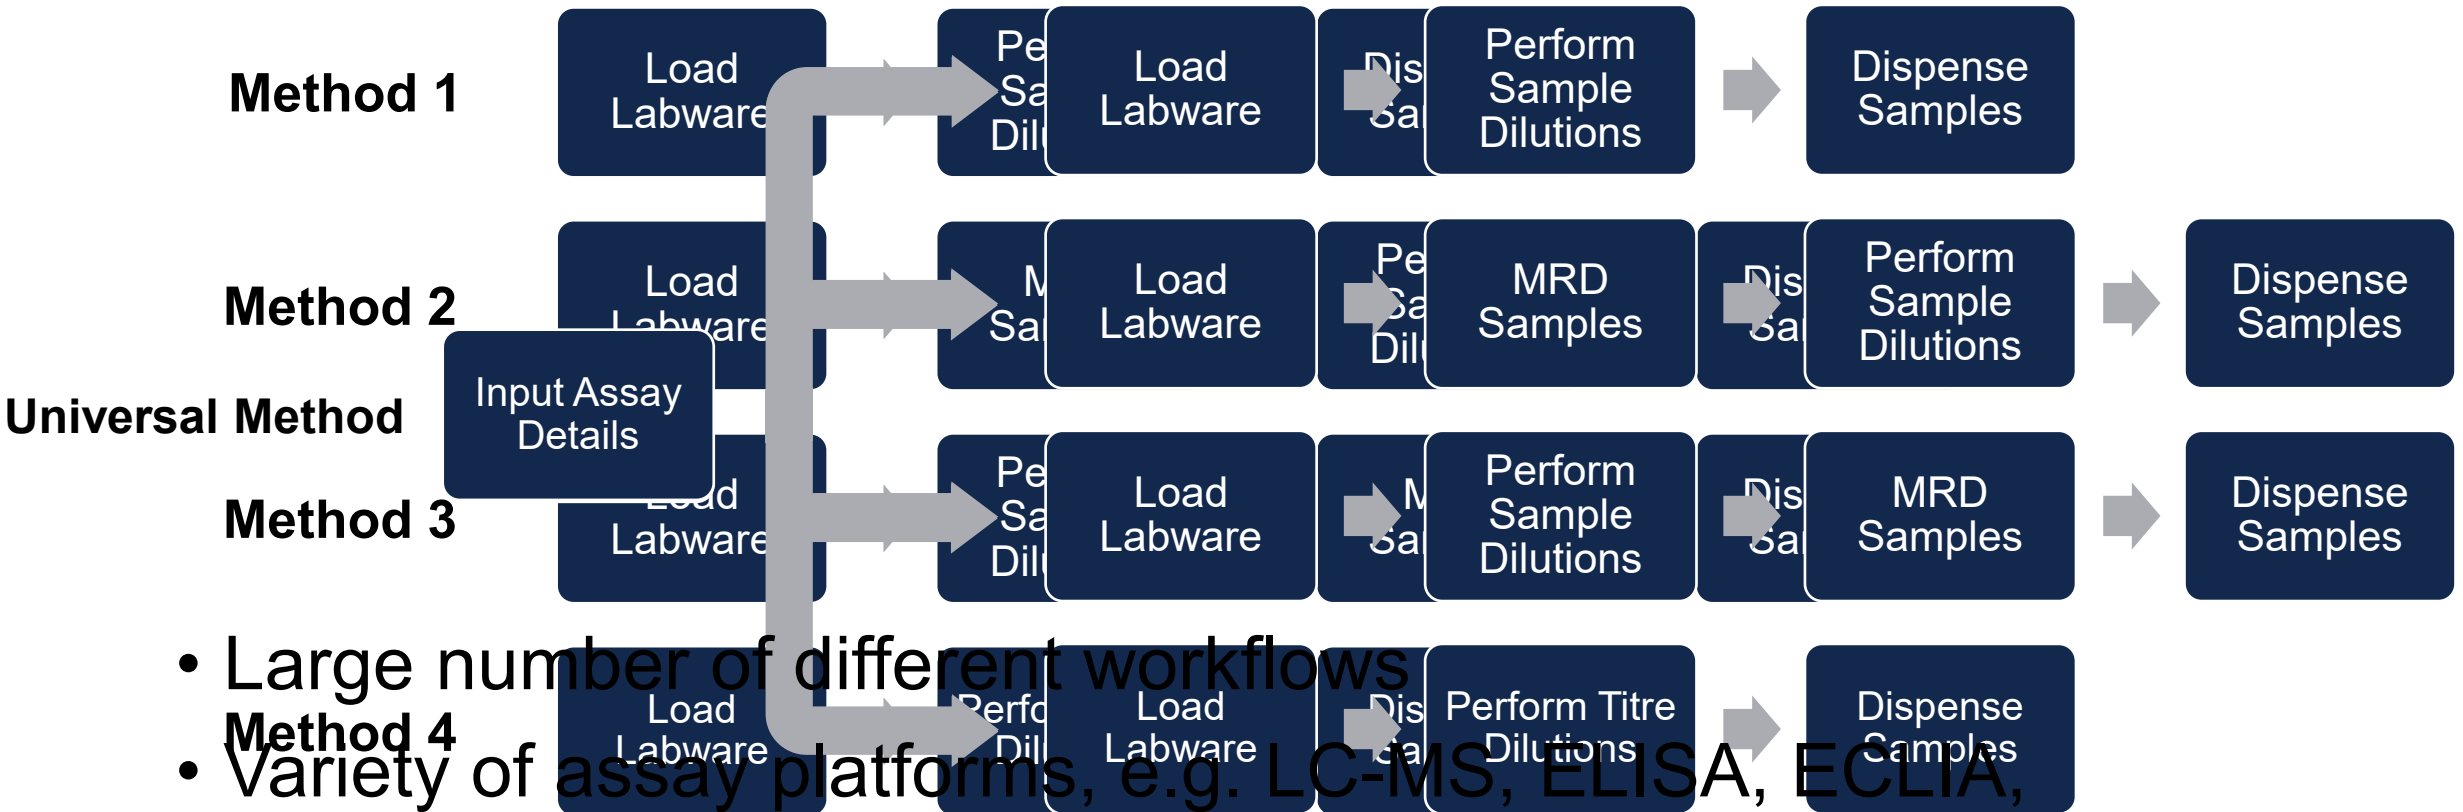 Method 1
Load
Labware
Load
Labware
Perform
Sample
Dilutions
Dispense
Samples
Method 2
Load
Labware
Load
Labware
MRD
Samples
Perform
Sample
Dilutions
Dispense
Samples
Universal Method
Input Assay
Details
Method 3
Load
Labware
Load
Labware
Perform
Sample
Dilutions
MRD
Samples
Dispense
Samples
• Large number of different workflows
Method 4
Load
Labware
Load
Labware
Perform Titre
Dilutions
Dispense
Samples
• Variety of assay platforms, e.g. LC-MS, ELISA, ECLIA,